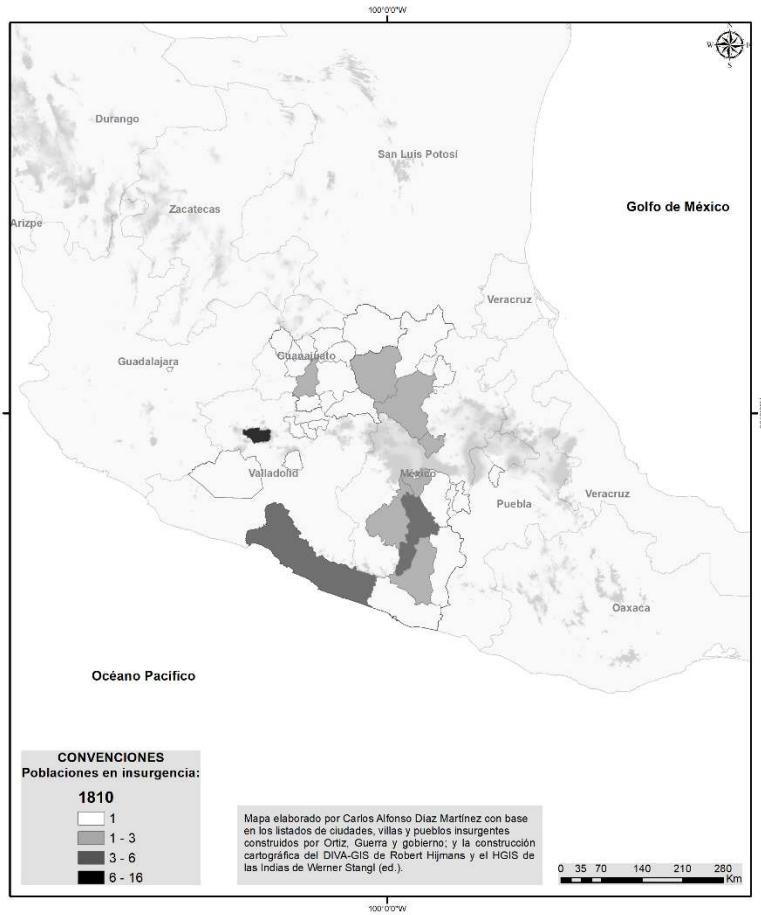 100°0'0"W
N
W E
S
Durango
San Luis Potosí
Zacatecas
Golfo de México
Arizpe
Veracruz
Guanajuato
Guadalajara
Valladolid
México
Puebla
Veracruz
Oaxaca
Océano Pacífico
CONVENCIONES
Poblaciones en insurgencia:
1810
1
1 - 3
3 - 6
6 - 16
Mapa elaborado por Carlos Alfonso Díaz Martínez con base
en los listados de ciudades, villas y pueblos insurgentes
construidos por Ortiz, Guerra y gobierno; y la construcción
cartográfica del DIVA-GIS de Robert Hijmans y el HGIS de
las Indias de Werner Stangl (ed.).
0 35 70 140 210 280
Km
100°0'0"W